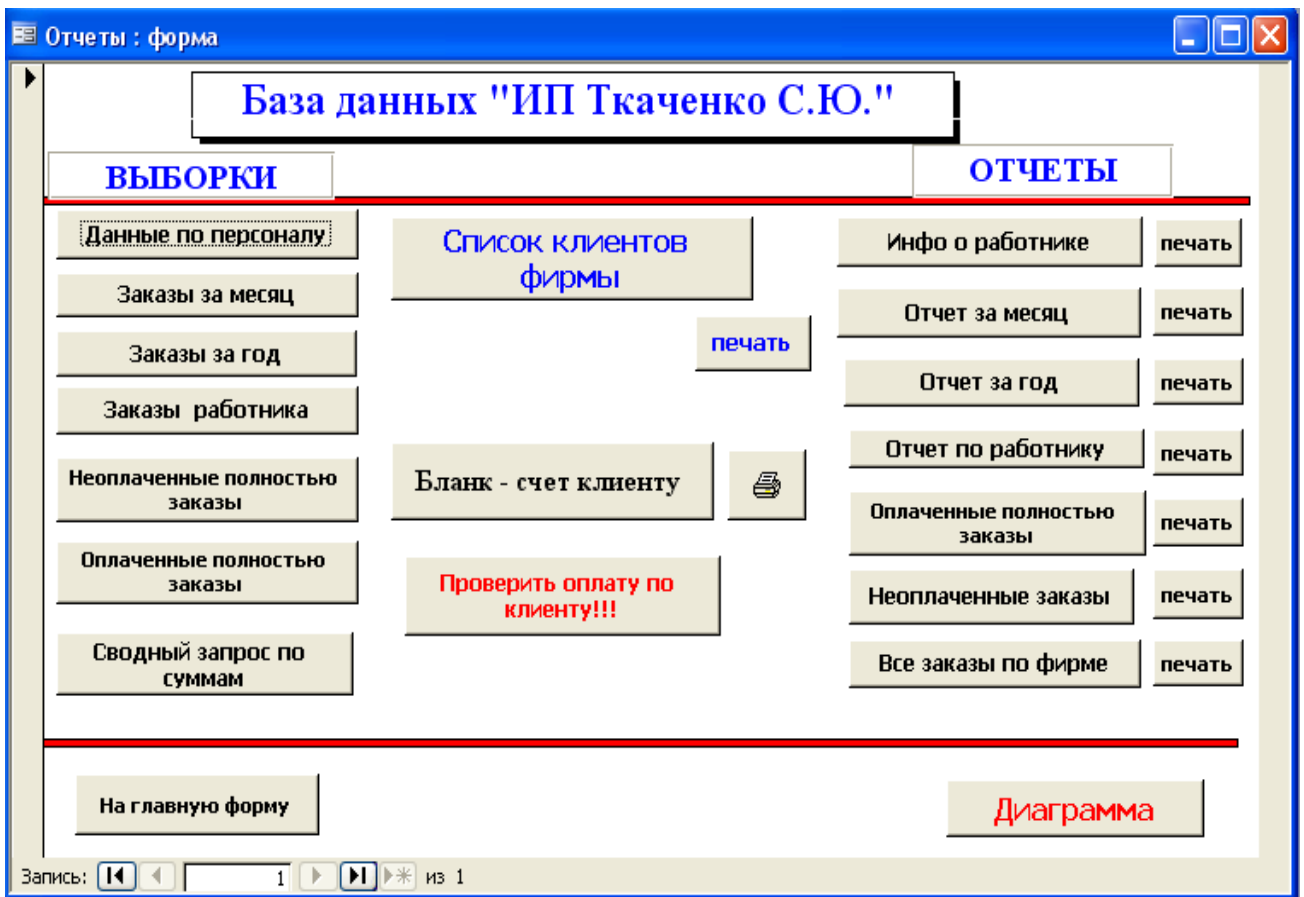 Отчеты : форма
База данных "ИП Ткаченко С.Ю."
ВЫБОРКИ
ОТЧЕТЫ
Данные по персоналу
Заказы за месяц
Заказы за год
Заказы работника
Неоплаченные полностью
заказы
Оплаченные полностью
заказы
Сводный запрос по
суммам
Список клиентов
фирмы
печать
Бланк - счет клиенту
Проверить оплату по
клиенту!!!
Инфо о работнике
печать
Отчет за месяц
печать
Отчет за год
печать
Отчет по работнику
печать
Оплаченные полностью
заказы
печать
Неоплаченные заказы
печать
Все заказы по фирме
печать
На главную форму
Диаграмма
Запись: 1 из 1